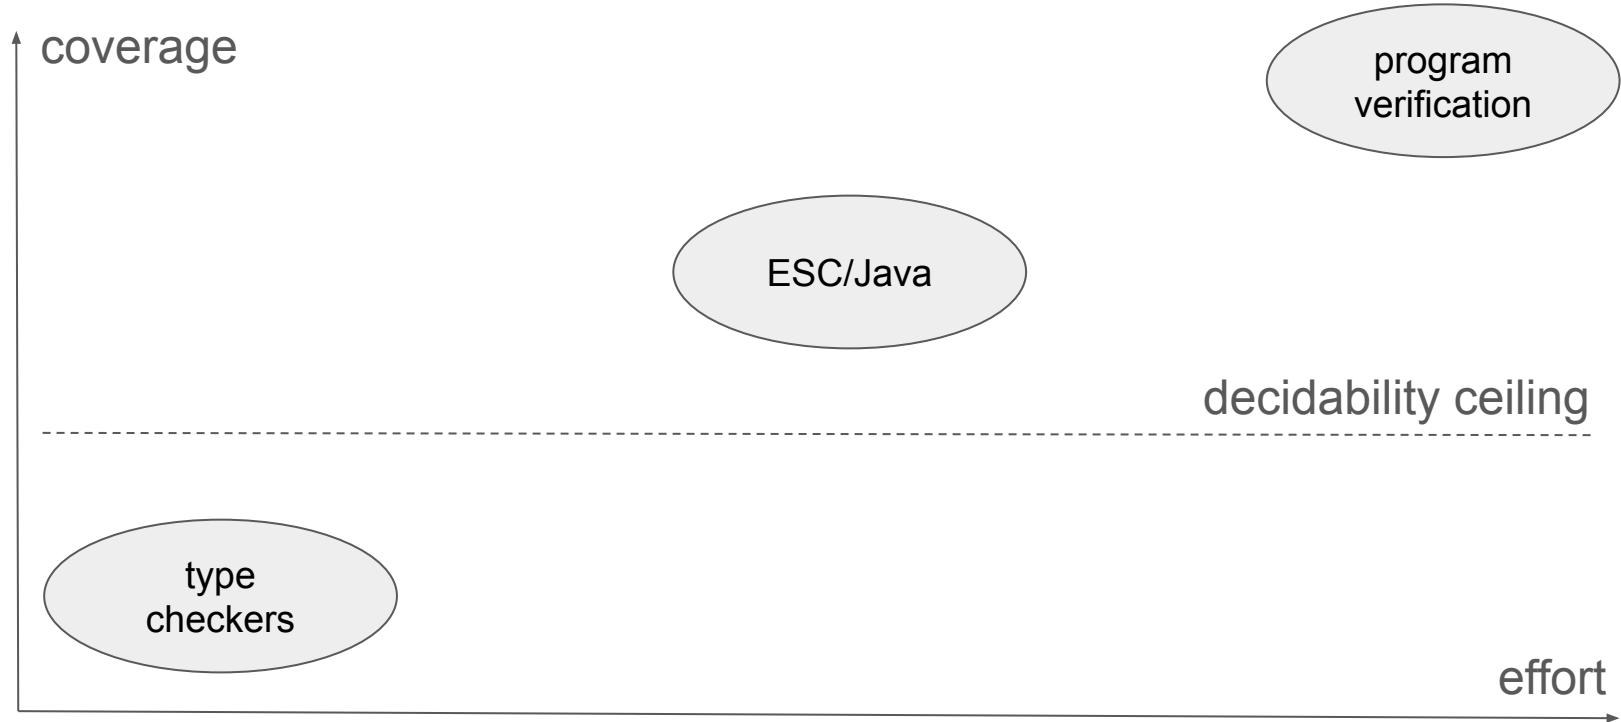 coverage
program
verification
ESC/Java
decidability ceiling
type
checkers
effort